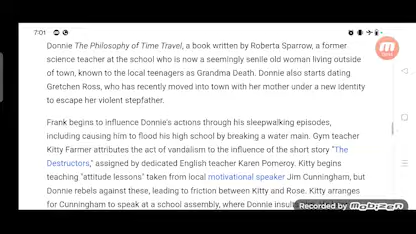 7:01
Donnie The Philosophy of Time Travel, a book written by Roberta Sparrow, a former
science teacher at the school who is now a seemingly senile old woman living outside
of town, known to the local teenagers as Grandma Death. Donnie also starts dating
Gretchen Ross, who has recently moved into town with her mother under a new identity
to escape her violent stepfather.
Frank begins to influence Donnie's actions through his sleepwalking episodes,
including causing him to flood his high school by breaking a water main. Gym teacher
Kitty Farmer attributes the act of vandalism to the influence of the short story "The
Destructors," assigned by dedicated English teacher Karen Pomeroy. Kitty begins
teaching "attitude lessons" taken from local motivational speaker Jim Cunningham, but
Donnie rebels against these, leading to friction between Kitty and Rose. Kitty arranges
for Cunningham to speak at a school assembly, where Donnie insult
Recorded by Mobizen